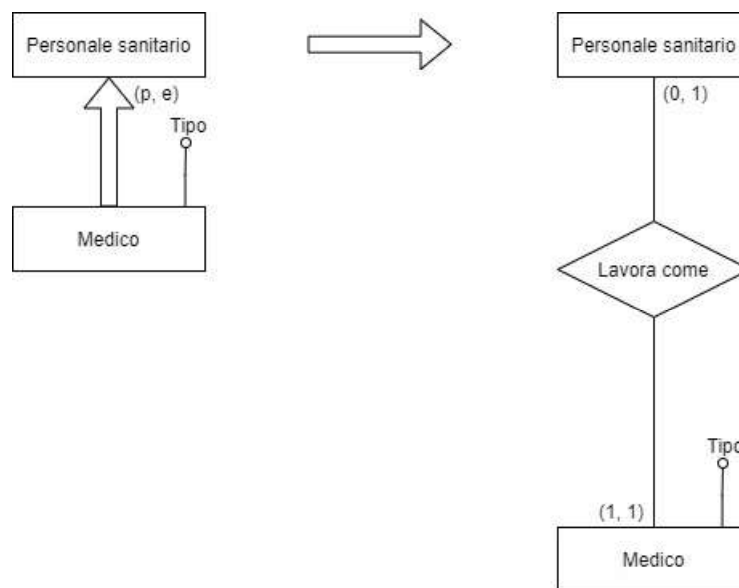 Personale sanitario
(p, e)
Tipo
Medico
Personale sanitario
(0, 1)
Lavora come
Tipo
(1, 1)
Medico